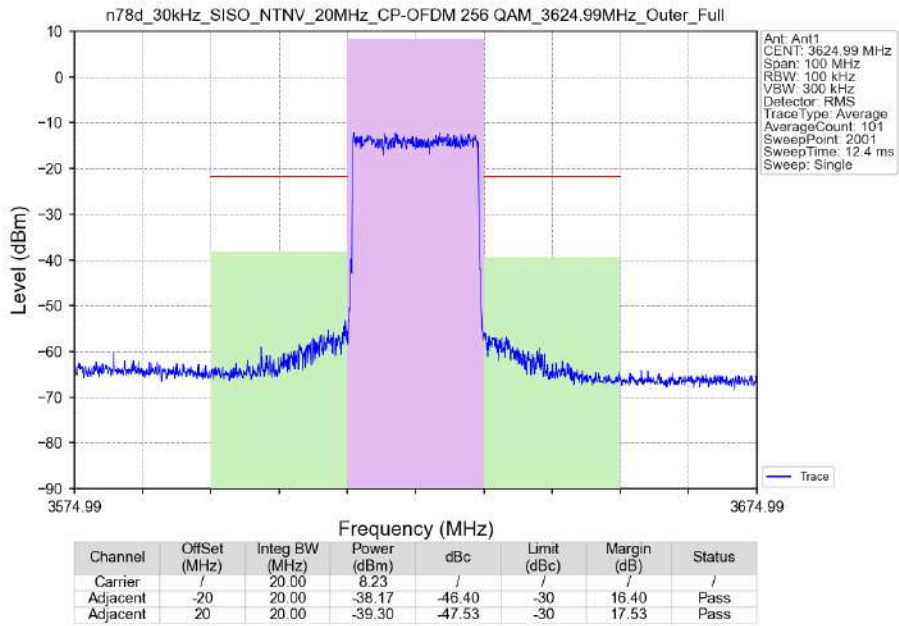 n78d_30kHz_SISO_NTNV_20MHz_CP-OFDM 256 QAM_3624.99MHz_Outer_Full
Ant: Ant1
CENT: 3624.99 MHz
Span: 100 MHz
RBW: 100 kHz
VBW: 300 kHz
Detector: RMS
TraceType: Average
AverageCount: 101
SweepPoint: 2001
SweepTime: 12.4 ms
Sweep: Single
10
0
−10
−20
−30
−40
−50
−60
−70
−80
−90
Level (dBm)
Trace
3574.99 3674.99
Frequency (MHz)
Channel OffSet (MHz) Integ BW (MHz) Power (dBm) dBc Limit (dBc) Margin (dB) Status
Carrier / 20.00 8.23 / / / /
Adjacent -20 20.00 -38.17 -46.40 -30 16.40 Pass
Adjacent 20 20.00 -39.30 -47.53 -30 17.53 Pass